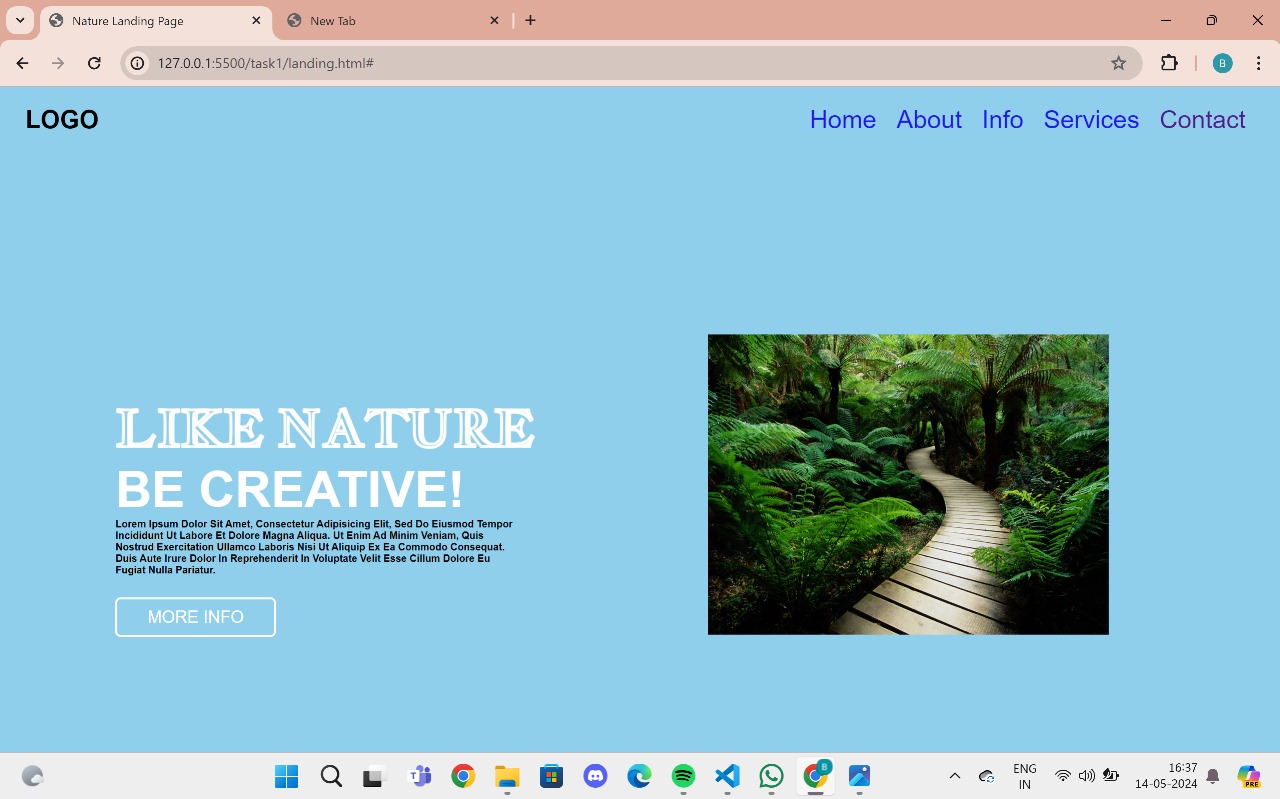 Nature Landing Page
New Tab
127.0.0.1:5500/task1/landing.html#
B
LOGO
Home About Info Services Contact
LIKE NATURE
BE CREATIVE!
Lorem Ipsum Dolor Sit Amet, Consectetur Adipisicing Elit, Sed Do Eiusmod Tempor
Incididunt Ut Labore Et Dolore Magna Aliqua. Ut Enim Ad Minim Veniam, Quis
Nostrud Exercitation Ullamco Laboris Nisi Ut Aliquip Ex Ea Commodo Consequat.
Duis Aute Irure Dolor In Reprehenderit In Voluptate Velit Esse Cillum Dolore Eu
Fugiat Nulla Pariatur.
MORE INFO
T
B
ENG
IN
16:37
14-05-2024
PRE